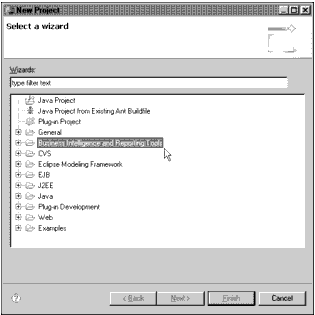 New Project
Select a wizard
Wizards:
type filter text
Java Project
Java Project from Existing Ant Buildfile
Plug-in Project
General
Business Intelligence and Reporting Tools
CVS
Eclipse Modeling Framework
EJB
J2EE
Java
Plug-in Development
Web
Examples
?
< Back Next > Finish Cancel